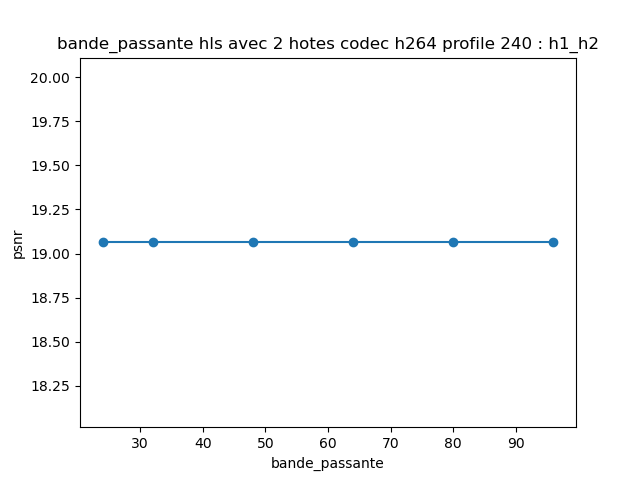 bande_passante hls avec 2 hotes codec h264 profile 240 : h1_h2
20.00
19.75
19.50
19.25
19.00
18.75
18.50
18.25
psnr
30 40 50 60 70 80 90
bande_passante